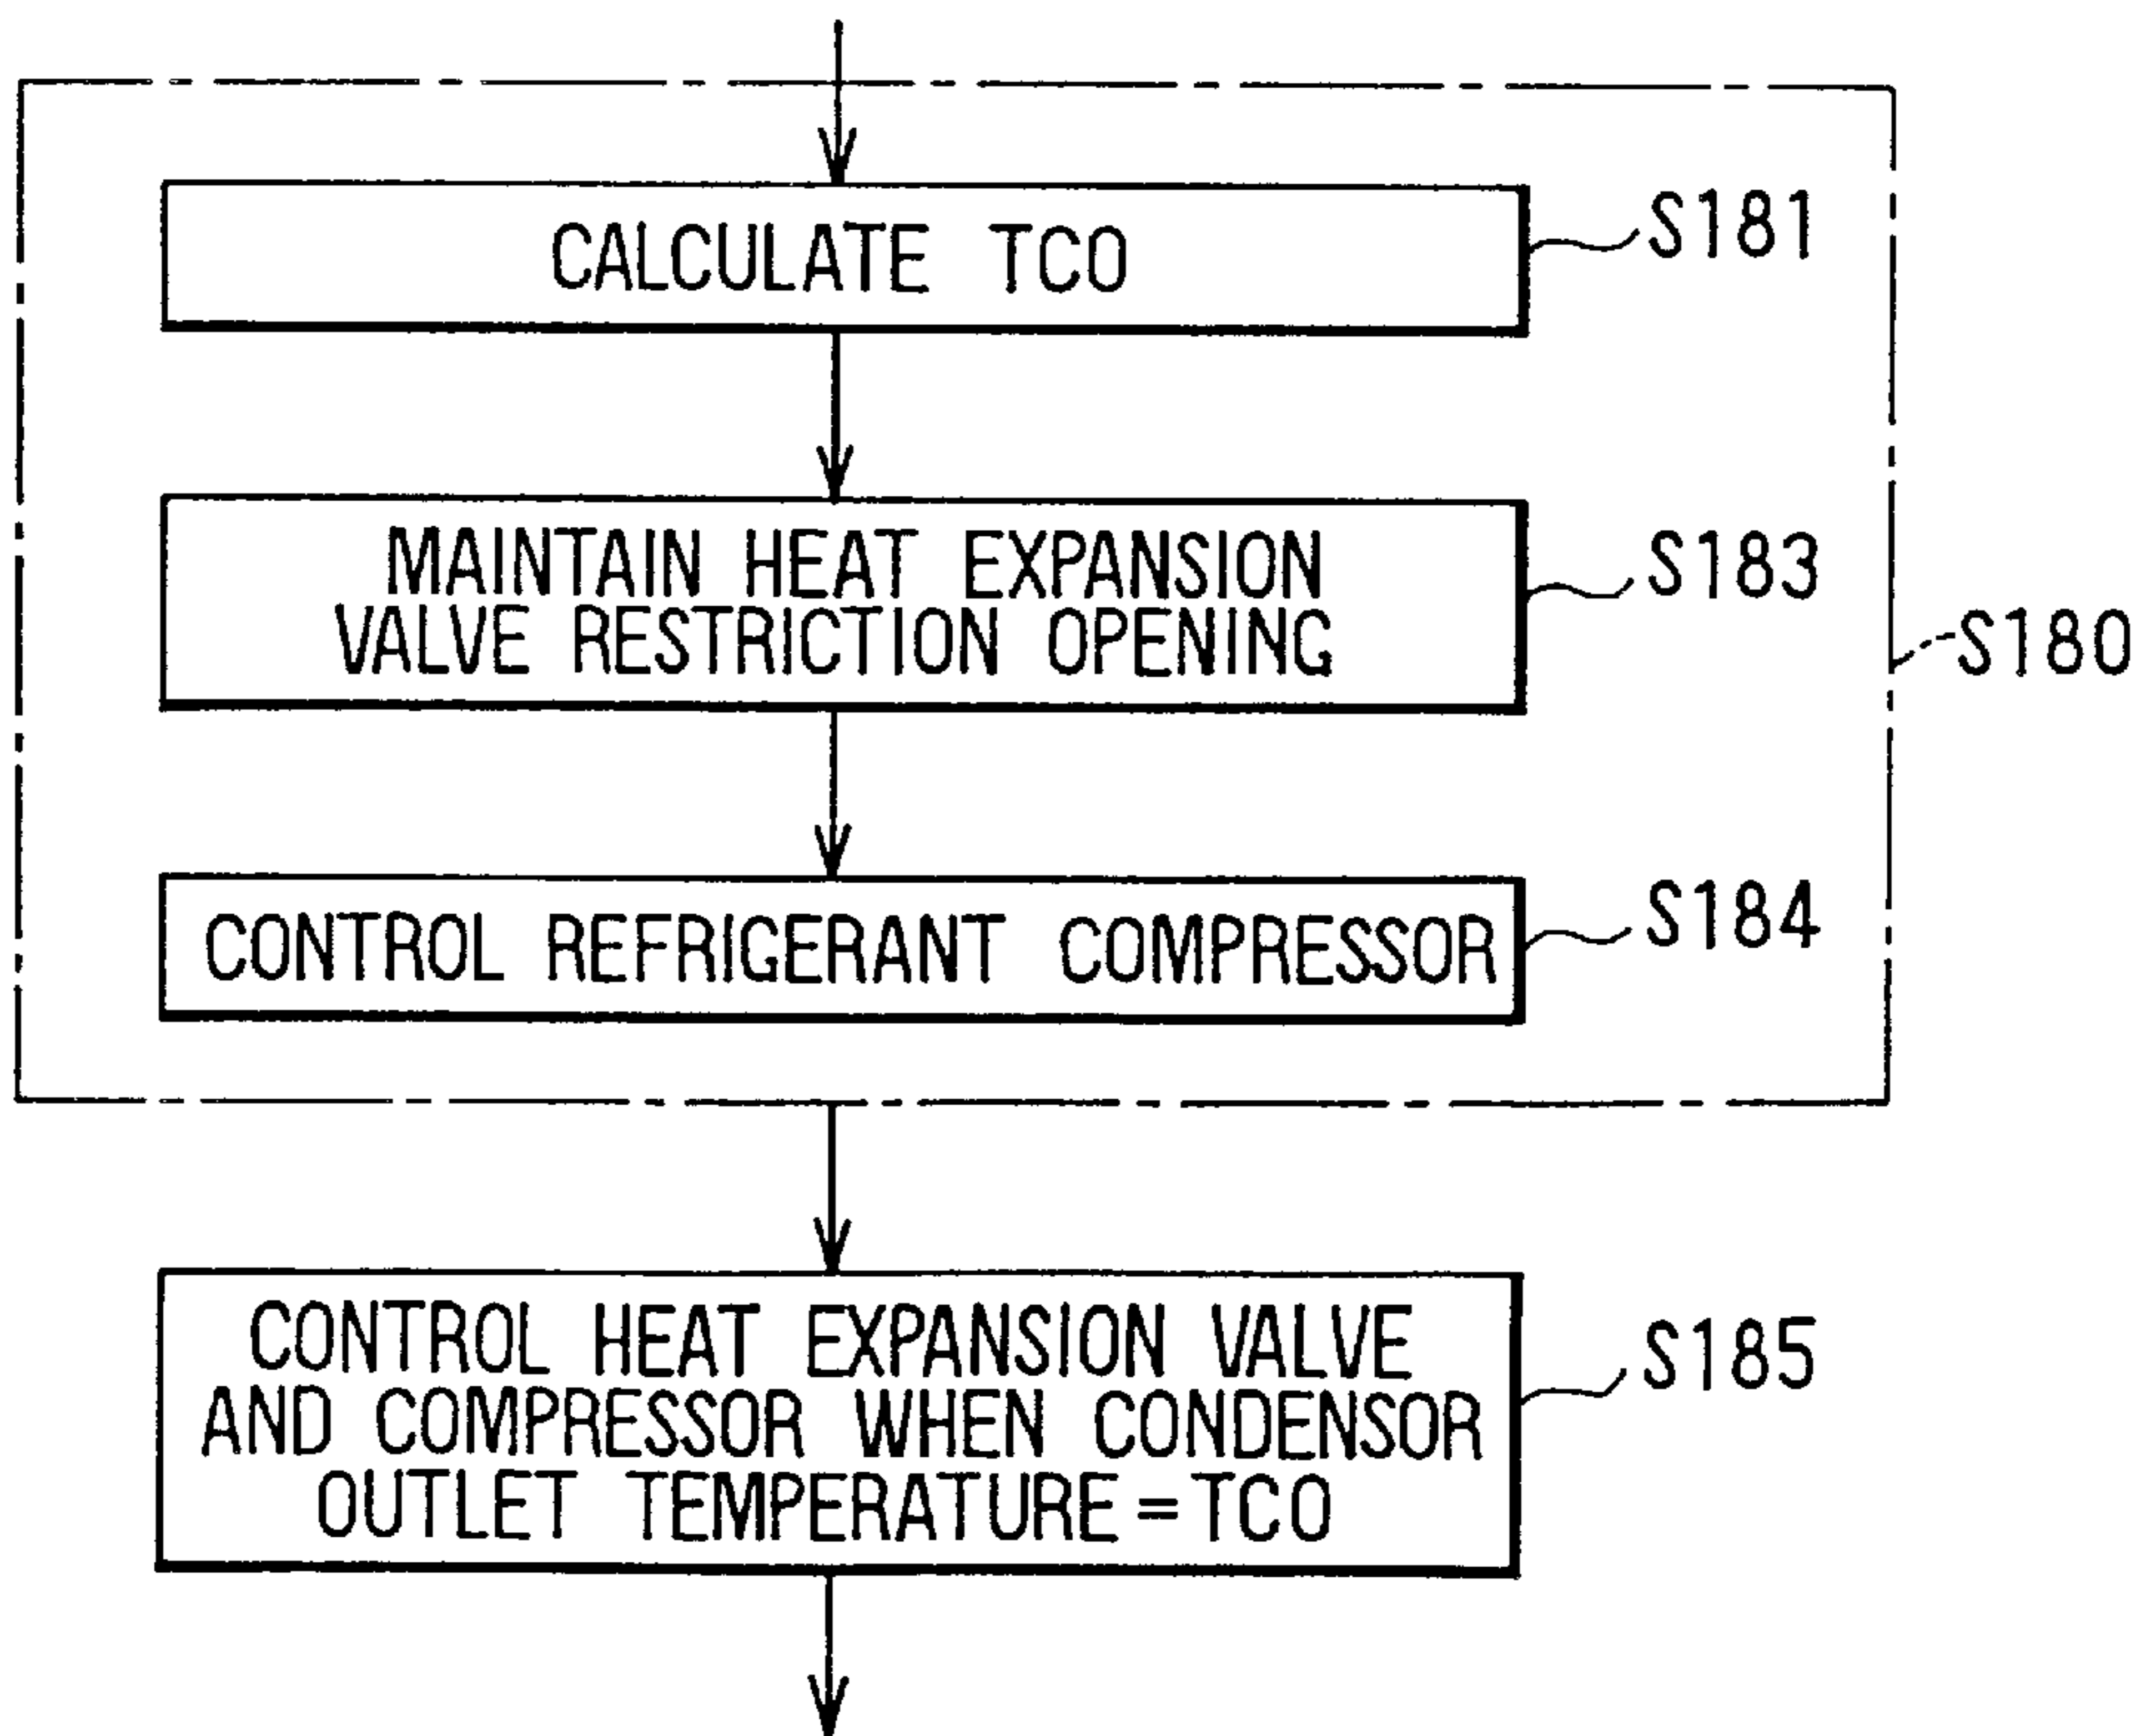 CALCULATE TCO
S181
MAINTAIN HEAT EXPANSION
VALVE RESTRICTION OPENING
S183
S180
CONTROL REFRIGERANT COMPRESSOR
S184
CONTROL HEAT EXPANSION VALVE
AND COMPRESSOR WHEN CONDENSOR
OUTLET TEMPERATURE = TCO
S185